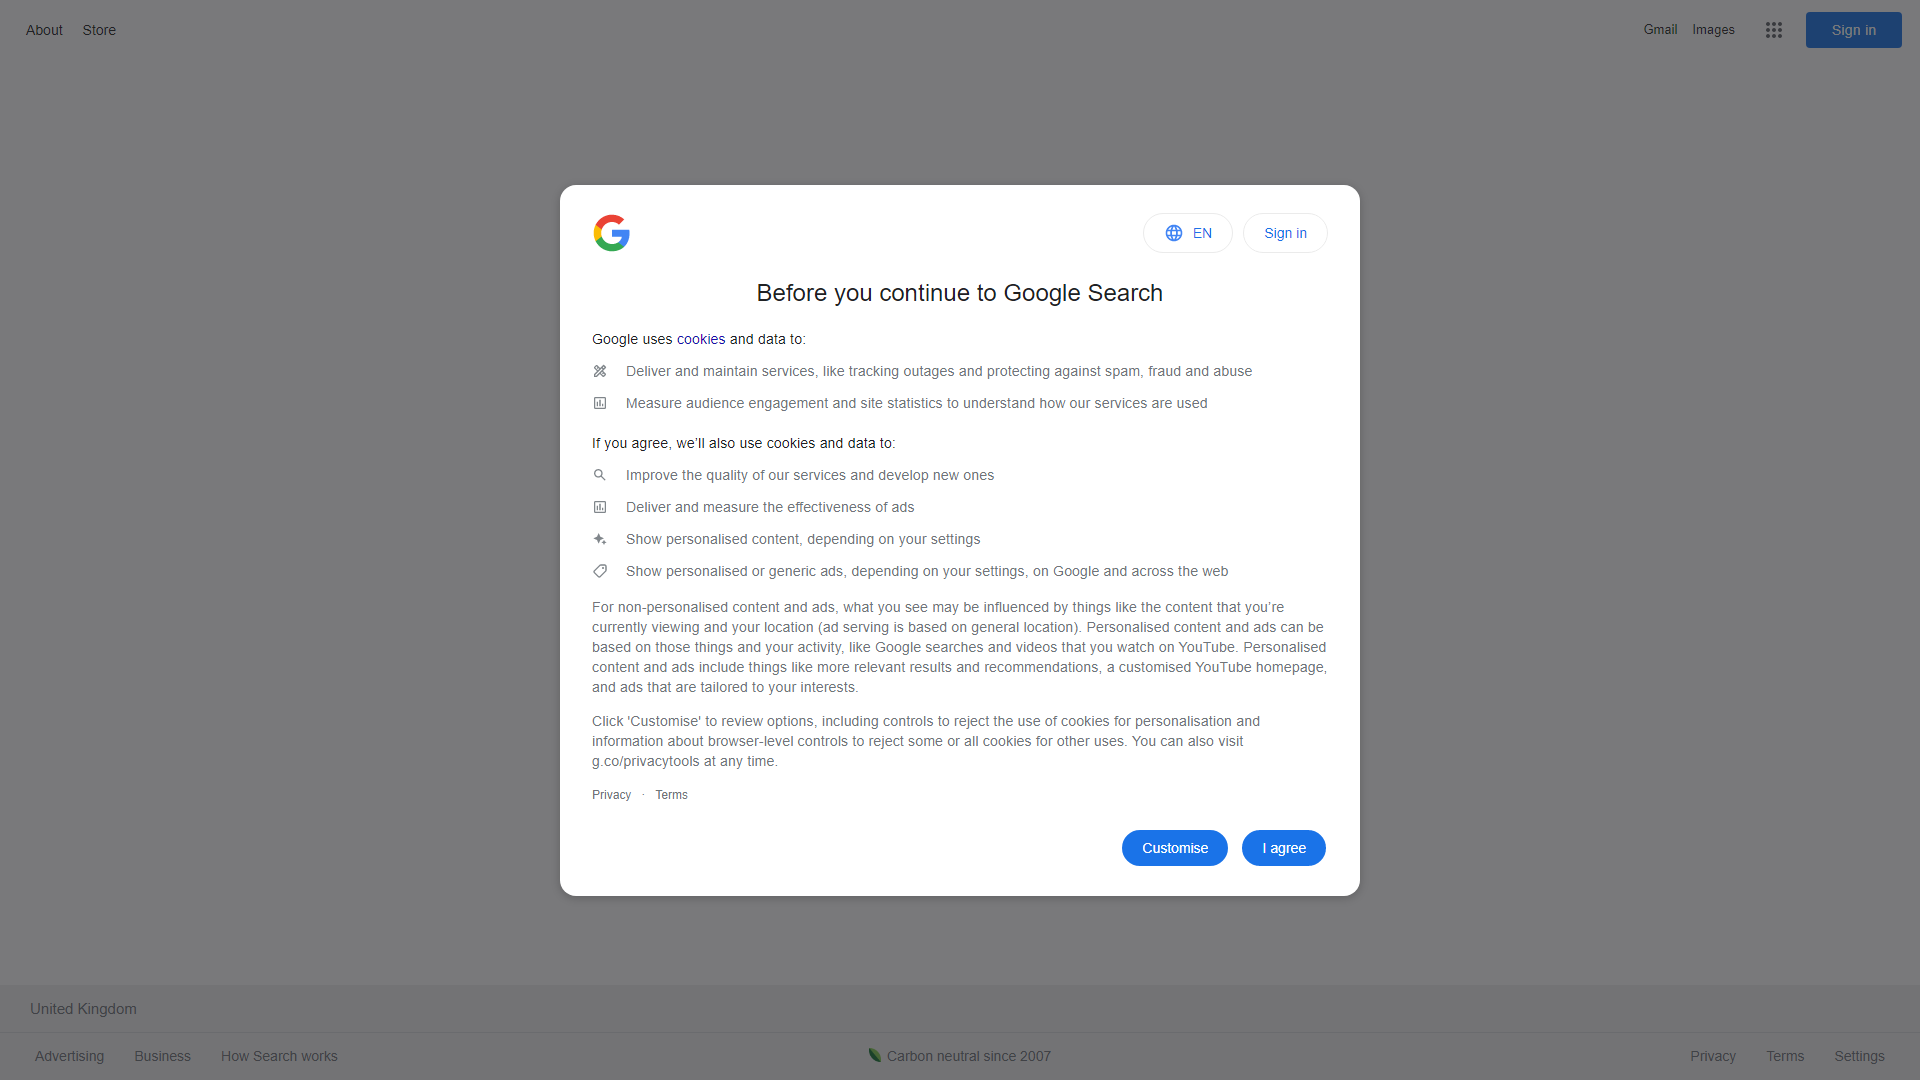 About Store Gmail Images Sign in
EN Sign in
Before you continue to Google Search
Google uses cookies and data to:
Deliver and maintain services, like tracking outages and protecting against spam, fraud and abuse
Measure audience engagement and site statistics to understand how our services are used
If you agree, we’ll also use cookies and data to:
Improve the quality of our services and develop new ones
Deliver and measure the effectiveness of ads
Show personalised content, depending on your settings
Show personalised or generic ads, depending on your settings, on Google and across the web
For non-personalised content and ads, what you see may be influenced by things like the content that you’re
currently viewing and your location (ad serving is based on general location). Personalised content and ads can be
based on those things and your activity, like Google searches and videos that you watch on YouTube. Personalised
content and ads include things like more relevant results and recommendations, a customised YouTube homepage,
and ads that are tailored to your interests.
Click 'Customise' to review options, including controls to reject the use of cookies for personalisation and
information about browser-level controls to reject some or all cookies for other uses. You can also visit
g.co/privacytools at any time.
Privacy · Terms
Customise I agree
United Kingdom
Advertising Business How Search works Carbon neutral since 2007 Privacy Terms Settings